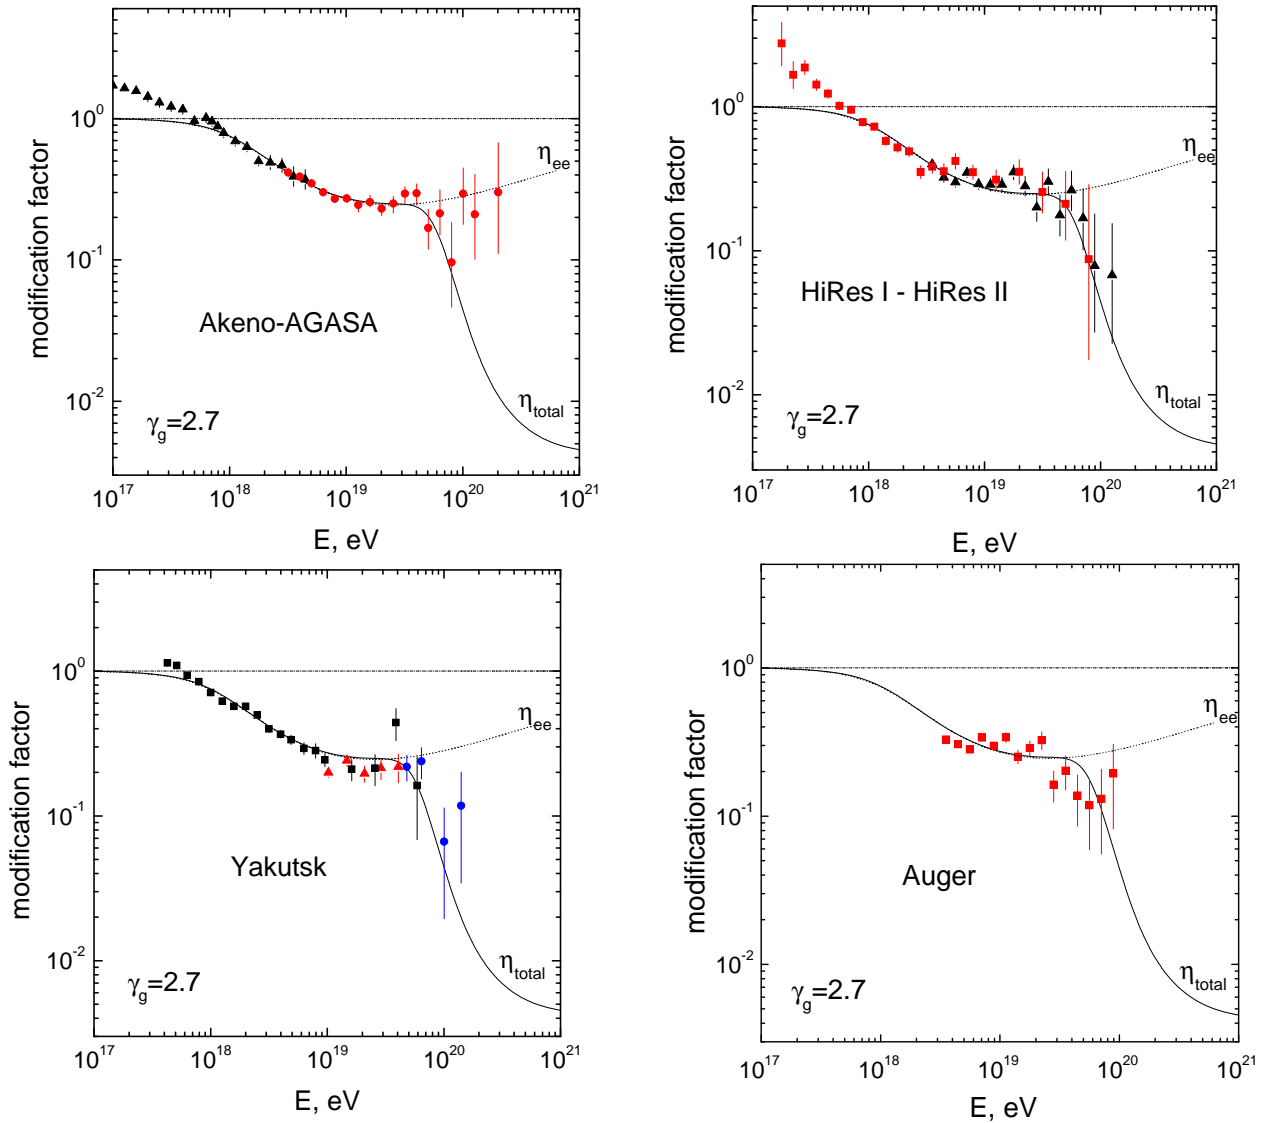 10^0
10^-1
10^-2
modification factor
η_ee
Akeno-AGASA
η_total
γ_g=2.7
10^17 10^18 10^19 10^20 10^21
E, eV
10^0
10^-1
10^-2
modification factor
η_ee
HiRes I - HiRes II
η_total
γ_g=2.7
10^17 10^18 10^19 10^20 10^21
E, eV
10^0
10^-1
10^-2
modification factor
η_ee
Yakutsk
η_total
γ_g=2.7
10^17 10^18 10^19 10^20 10^21
E, eV
10^0
10^-1
10^-2
modification factor
η_ee
Auger
η_total
γ_g=2.7
10^17 10^18 10^19 10^20 10^21
E, eV